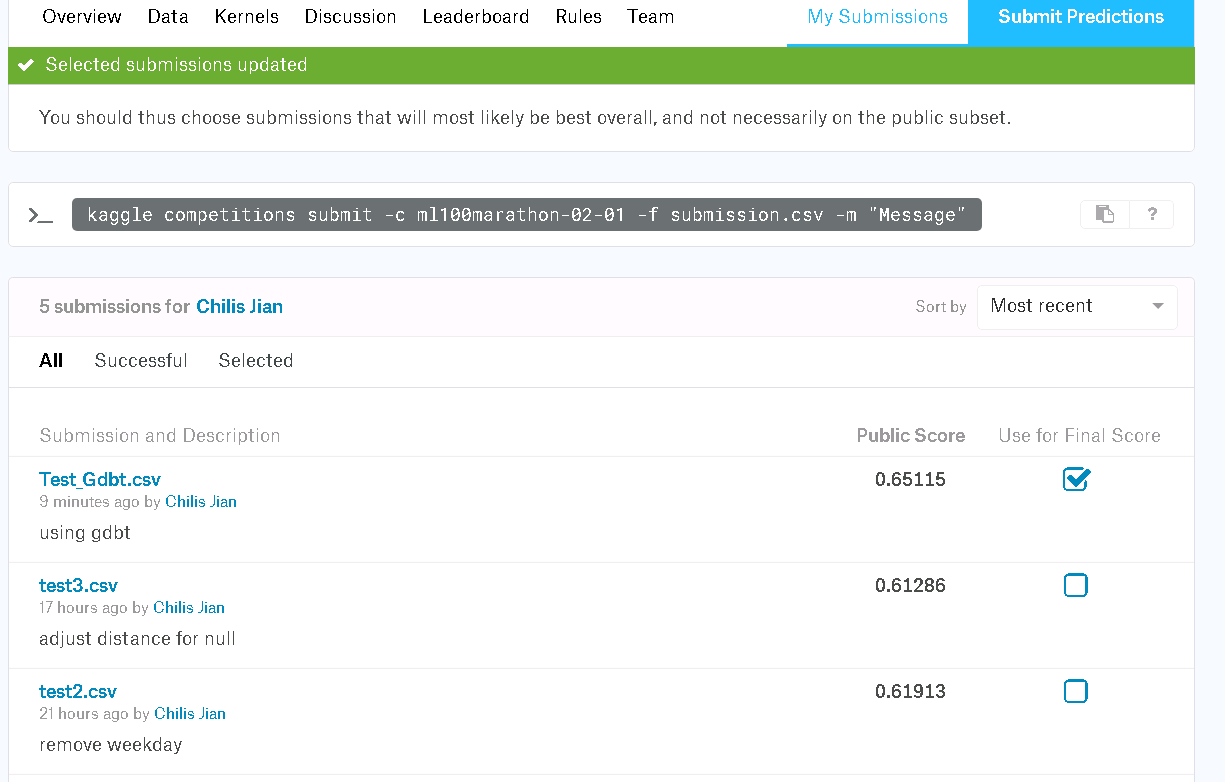 Overview Data Kernels Discussion Leaderboard Rules Team My Submissions Submit Predictions
Selected submissions updated
You should thus choose submissions that will most likely be best overall, and not necessarily on the public subset.
>_ kaggle competitions submit -c ml100marathon-02-01 -f submission.csv -m "Message" ?
5 submissions for Chilis Jian Sort by Most recent
All Successful Selected
Submission and Description Public Score Use for Final Score
Test_Gdbt.csv 0.65115
9 minutes ago by Chilis Jian
using gdbt
test3.csv 0.61286
17 hours ago by Chilis Jian
adjust distance for null
test2.csv 0.61913
21 hours ago by Chilis Jian
remove weekday